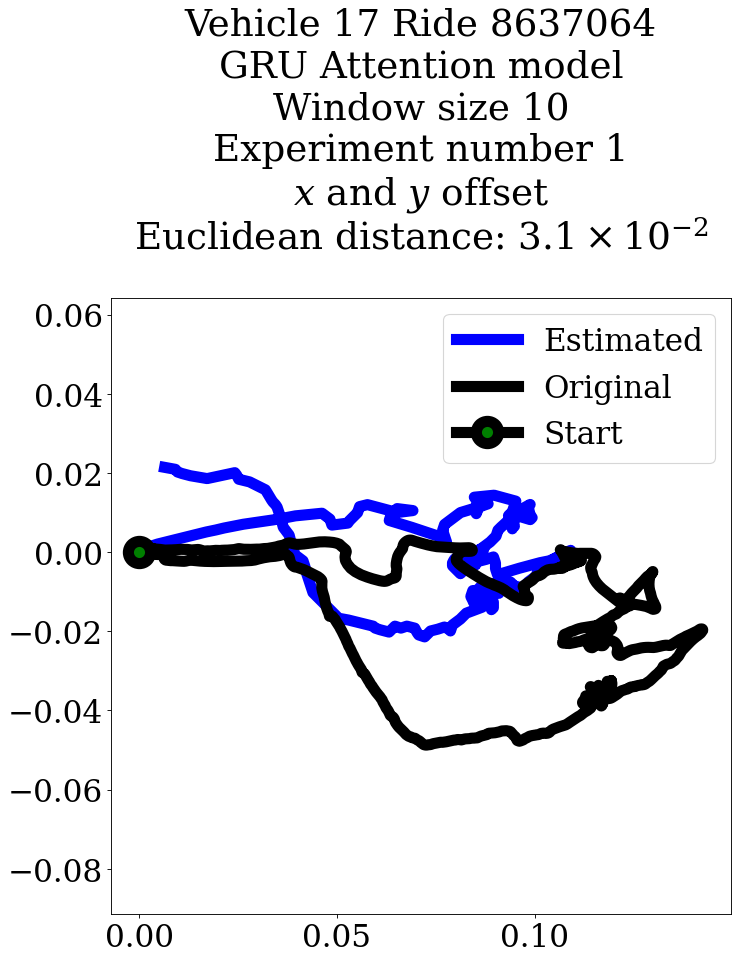 Vehicle 17 Ride 8637064
GRU Attention model
Window size 10
Experiment number 1
x and y offset
Euclidean distance: 3.1 × 10⁻²
Estimated
Original
Start
0.06
0.04
0.02
0.00
−0.02
−0.04
−0.06
−0.08
0.00 0.05 0.10